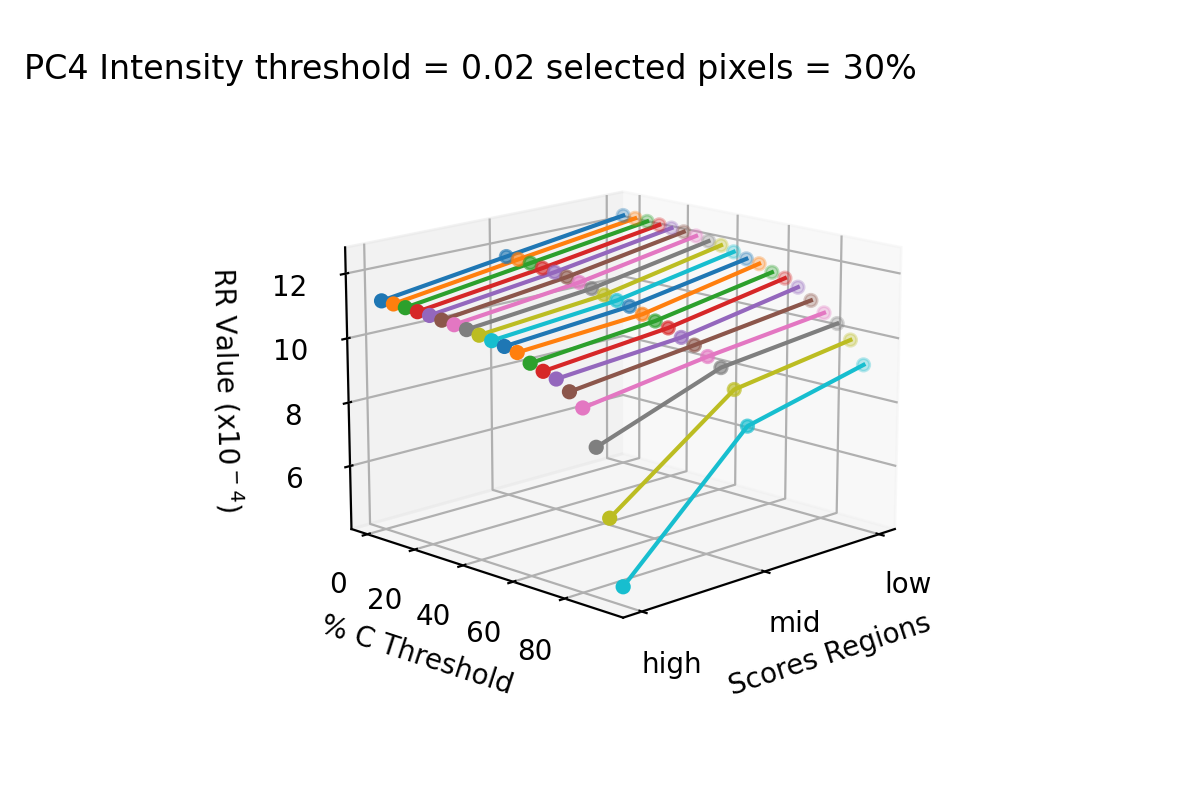 PC4 Intensity threshold = 0.02 selected pixels = 30%
12
10
8
6
RR Value (x10⁻⁴)
0
20
40
60
80
% C Threshold
high
mid
low
Scores Regions